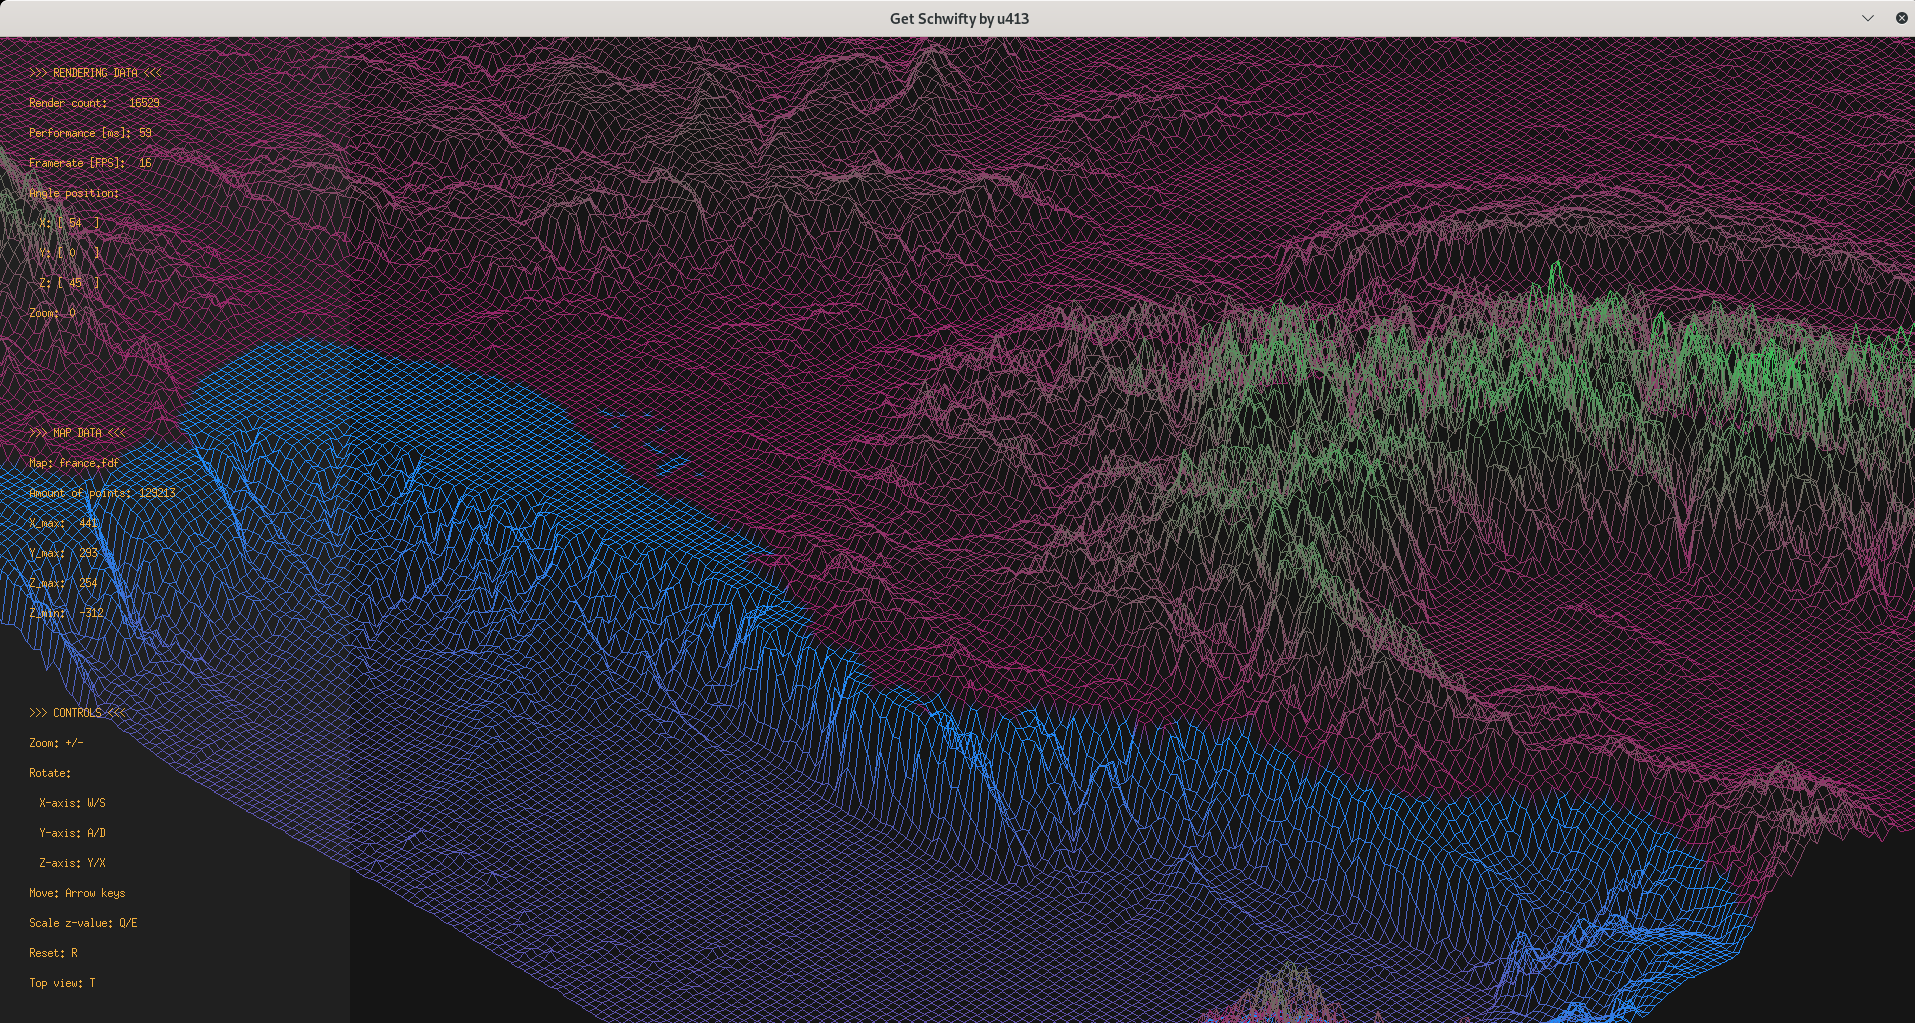 Get Schwifty by u413
>>> RENDERING DATA <<<
Render count: 16529
Performance [ms]: 59
Framerate [FPS]: 16
Angle position:
X: [ 54 ]
Y: [ 0 ]
Z: [ 45 ]
Zoom: 0
>>> MAP DATA <<<
Map: france.fdf
Amount of points: 129213
X_max: 441
Y_max: 293
Z_max: 254
Z_min: -312
>>> CONTROLS <<<
Zoom: +/-
Rotate:
X-axis: W/S
Y-axis: A/D
Z-axis: Y/X
Move: Arrow keys
Scale z-value: Q/E
Reset: R
Top view: T